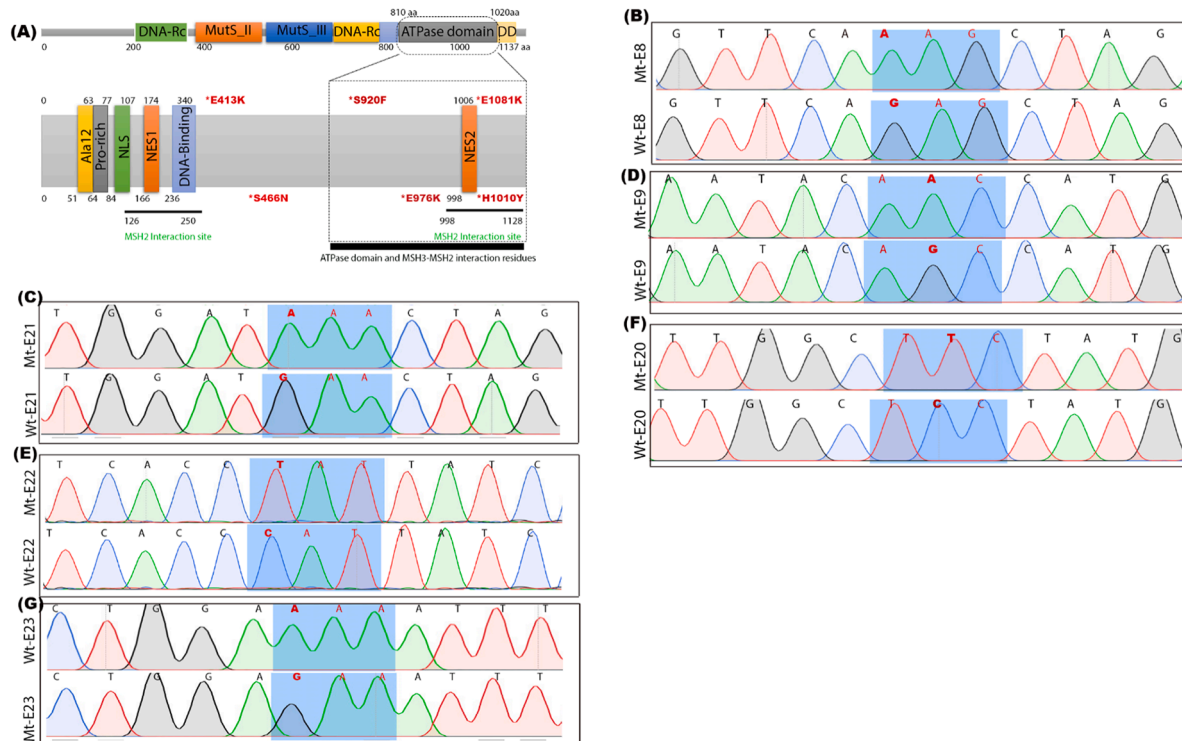 (A)
810 aa
1020aa
DNA-Rc
MutS_II
MutS_III
DNA-Rc
ATPase domain
DD
0
200
400
600
800
1000
1137 aa
0
63
77
107
174
340
*E413K
*S920F
1006
*E1081K
Ala12
Pro-rich
NLS
NES1
DNA-Binding
NES2
0
51
64
84
166
236
*S466N
*E976K
998
*H1010Y
126
250
998
1128
MSH2 Interaction site
MSH2 Interaction site
ATPase domain and MSH3-MSH2 interaction residues
(B)
Mt-E8
G T T C A A A G C T A G
Wt-E8
G T T C A G A G C T A G
(D)
Mt-E9
A A T A C A A C C A T G
Wt-E9
A A T A C A G C C A T G
(C)
Mt-E21
T G G A T A A A C T A G
Wt-E21
T G G A T G A A C T A G
(F)
Mt-E20
T T G G C T T C T A T G
Wt-E20
T T G G C T C C T A T G
(E)
Mt-E22
T C A C C T A T T A T C
Wt-E22
T C A C C C A T T A T C
(G)
Wt-E23
C T G G A A A A A T T T
Mt-E23
C T G G A G A A A T T T